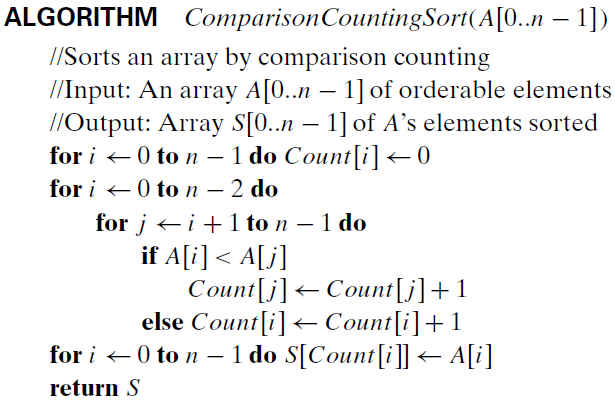 ALGORITHM ComparisonCountingSort(A[0..n − 1])
//Sorts an array by comparison counting
//Input: An array A[0..n − 1] of orderable elements
//Output: Array S[0..n − 1] of A's elements sorted
for i ← 0 to n − 1 do Count[i] ← 0
for i ← 0 to n − 2 do
for j ← i + 1 to n − 1 do
if A[i] < A[j]
Count[j] ← Count[j] + 1
else Count[i] ← Count[i] + 1
for i ← 0 to n − 1 do S[Count[i]] ← A[i]
return S